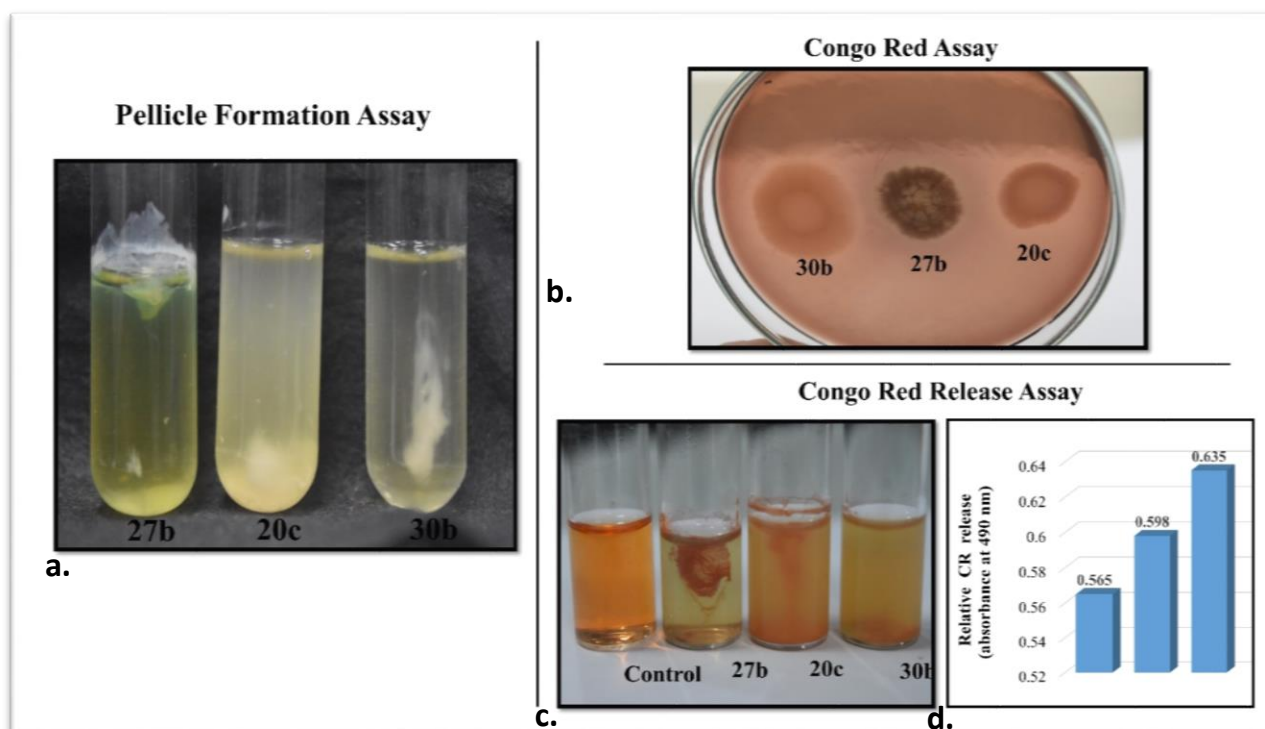 Pellicle Formation Assay
27b
20c
30b
a.
Congo Red Assay
30b
27b
20c
b.
Congo Red Release Assay
Control
27b
20c
30b
c.
Relative CR release
(absorbance at 490 nm)
0.64
0.62
0.6
0.58
0.56
0.54
0.52
0.565
0.598
0.635
d.